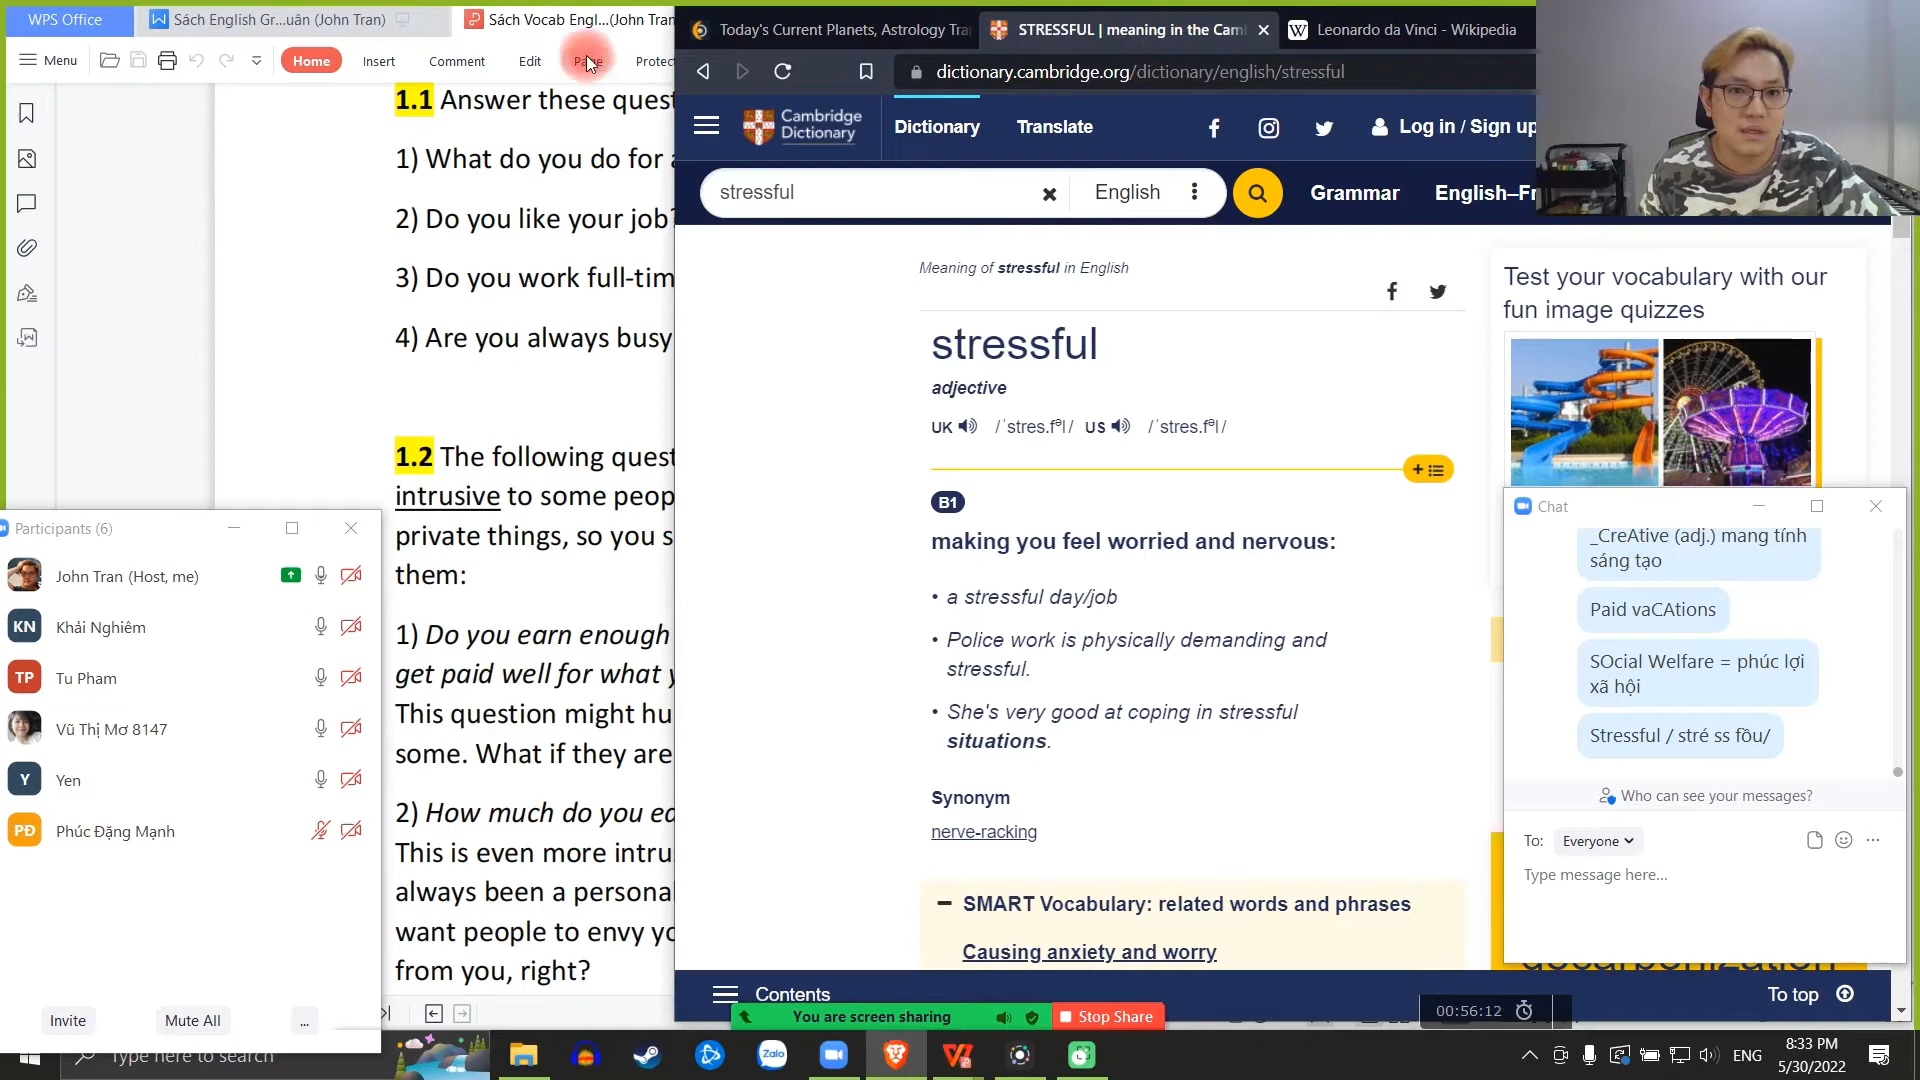 WPS Office
Sách English Gr...uân (John Tran)
Sách Vocab Engl...(John Tran
Menu
Home
Insert
Comment
Edit
Page
Protect
1.1 Answer these quest
1) What do you do for a
2) Do you like your job?
3) Do you work full-tim
4) Are you always busy
1.2 The following quest
intrusive to some peop
private things, so you s
them:
1) Do you earn enough
get paid well for what y
This question might hu
some. What if they are
2) How much do you ea
This is even more intru
always been a personal
want people to envy yo
from you, right?
Participants (6)
John Tran (Host, me)
KN
Khải Nghiêm
TP
Tu Pham
Vũ Thị Mơ 8147
Y
Yen
PĐ
Phúc Đặng Mạnh
Invite
Mute All
...
Today's Current Planets, Astrology Tra
STRESSFUL | meaning in the Cam
Leonardo da Vinci - Wikipedia
dictionary.cambridge.org/dictionary/english/stressful
Cambridge
Dictionary
Dictionary
Translate
Log in / Sign up
stressful
English
Grammar
English–Fr
Meaning of stressful in English
stressful
adjective
UK /ˈstres.fᵊl/ US /ˈstres.fᵊl/
B1
making you feel worried and nervous:
• a stressful day/job
• Police work is physically demanding and
stressful.
• She's very good at coping in stressful
situations.
Synonym
nerve-racking
SMART Vocabulary: related words and phrases
Causing anxiety and worry
Contents
To top
Test your vocabulary with our
fun image quizzes
Chat
_CreAtive (adj.) mang tính
sáng tạo
Paid vaCAtions
SOcial Welfare = phúc lợi
xã hội
Stressful / stré ss fồu/
Who can see your messages?
To:
Everyone
Type message here...
You are screen sharing
Stop Share
00:56:12
Type here to search
Zalo
ENG
8:33 PM
5/30/2022